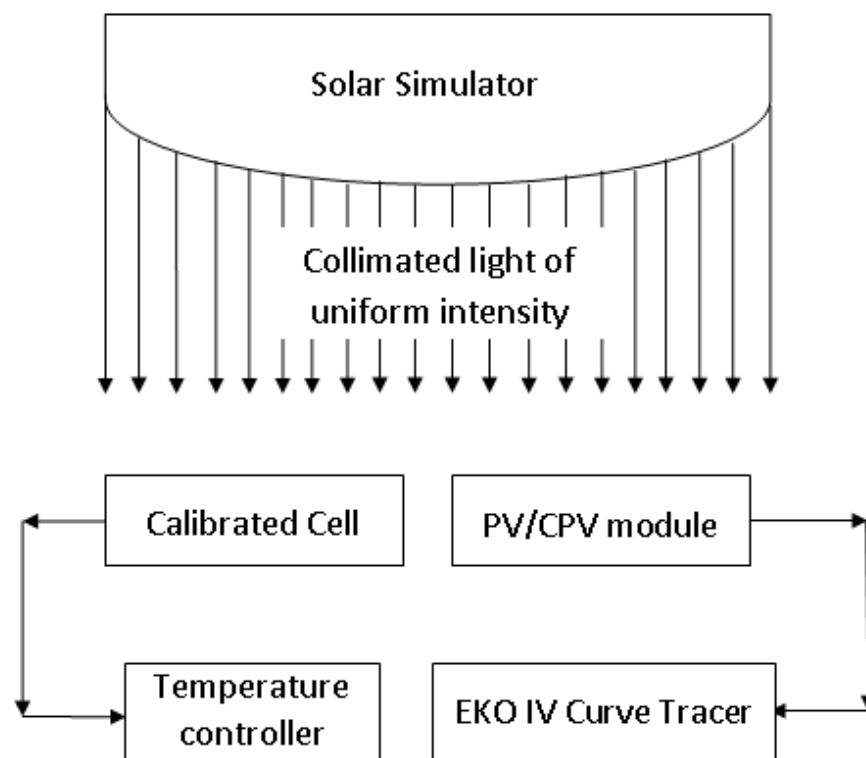 Solar Simulator
Collimated light of
uniform intensity
Calibrated Cell
PV/CPV module
Temperature
controller
EKO IV Curve Tracer